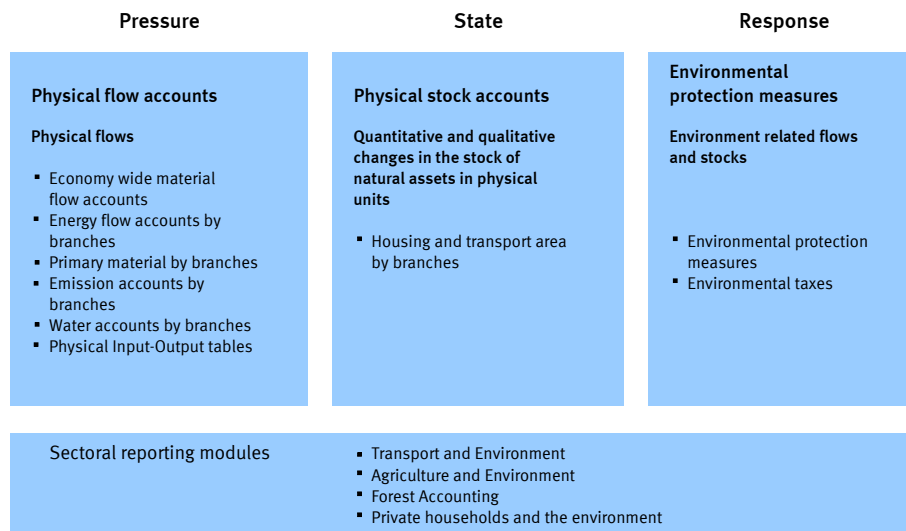 Pressure
State
Response
Physical flow accounts
Physical flows
▪ Economy wide material
flow accounts
▪ Energy flow accounts by
branches
▪ Primary material by branches
▪ Emission accounts by
branches
▪ Water accounts by branches
▪ Physical Input-Output tables
Physical stock accounts
Quantitative and qualitative
changes in the stock of
natural assets in physical
units
▪ Housing and transport area
by branches
Environmental
protection measures
Environment related flows
and stocks
▪ Environmental protection
measures
▪ Environmental taxes
Sectoral reporting modules
▪ Transport and Environment
▪ Agriculture and Environment
▪ Forest Accounting
▪ Private households and the environment